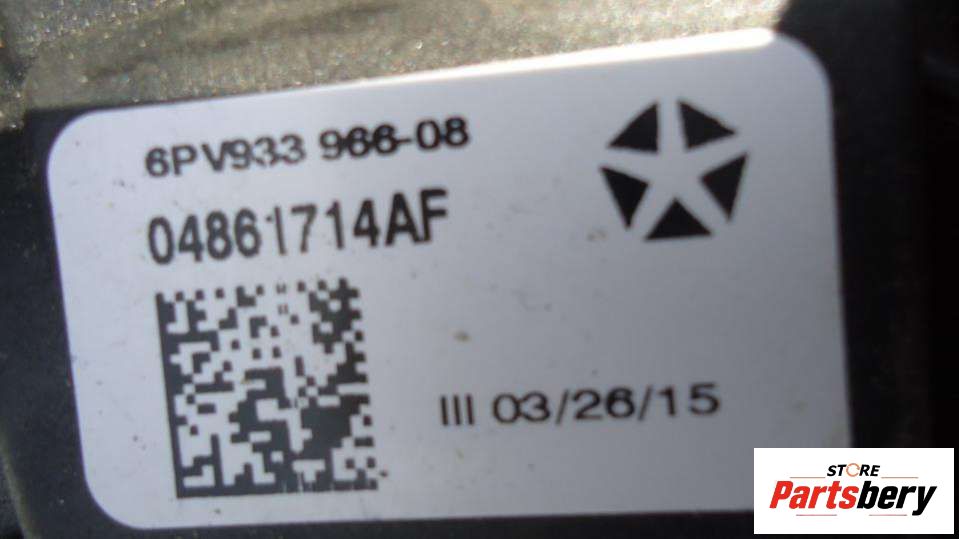 6PV933 966-08
04861714AF
III 03/26/15
STORE
Partsbery